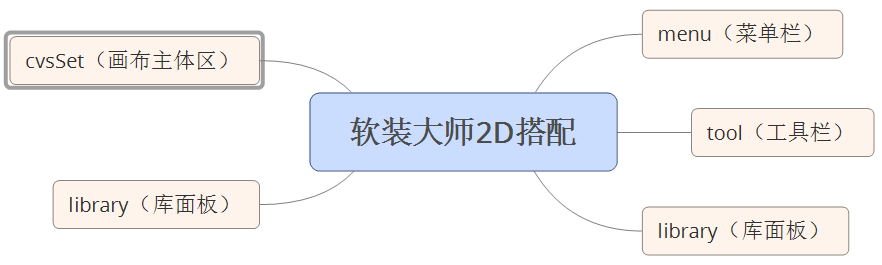 cvsSet（画布主体区）
menu（菜单栏）
软装大师2D搭配
tool（工具栏）
library（库面板）
library（库面板）